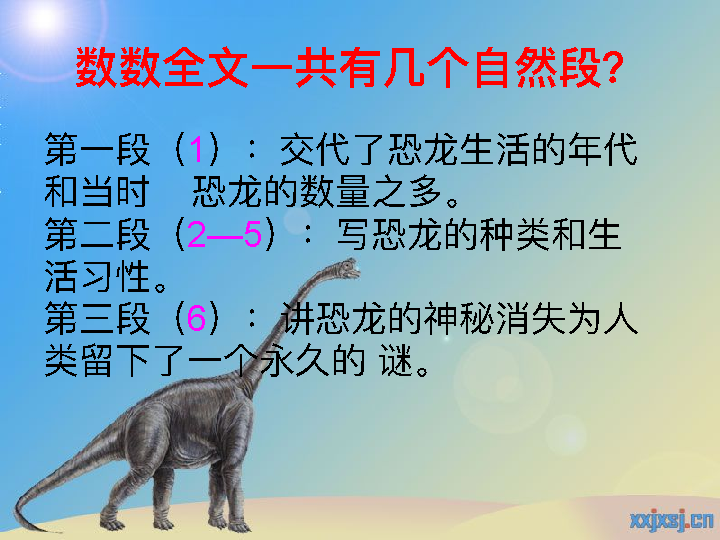 数数全文一共有几个自然段?
第一段（1）：交代了恐龙生活的年代
和当时 恐龙的数量之多。
第二段（2—5）：写恐龙的种类和生
活习性。
第三段（6）：讲恐龙的神秘消失为人
类留下了一个永久的 谜。
xxjxsj.cn